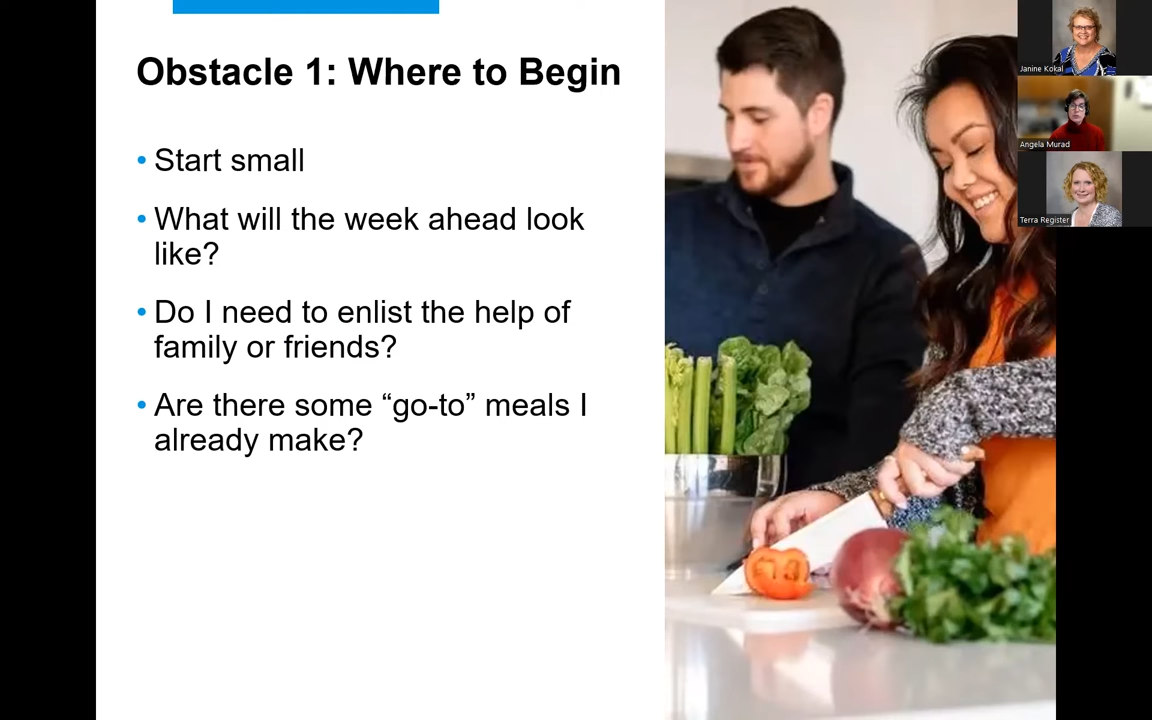 Obstacle 1: Where to Begin
• Start small
• What will the week ahead look
like?
• Do I need to enlist the help of
family or friends?
• Are there some “go-to” meals I
already make?
Janine Kokal
Angela Murad
Terra Register